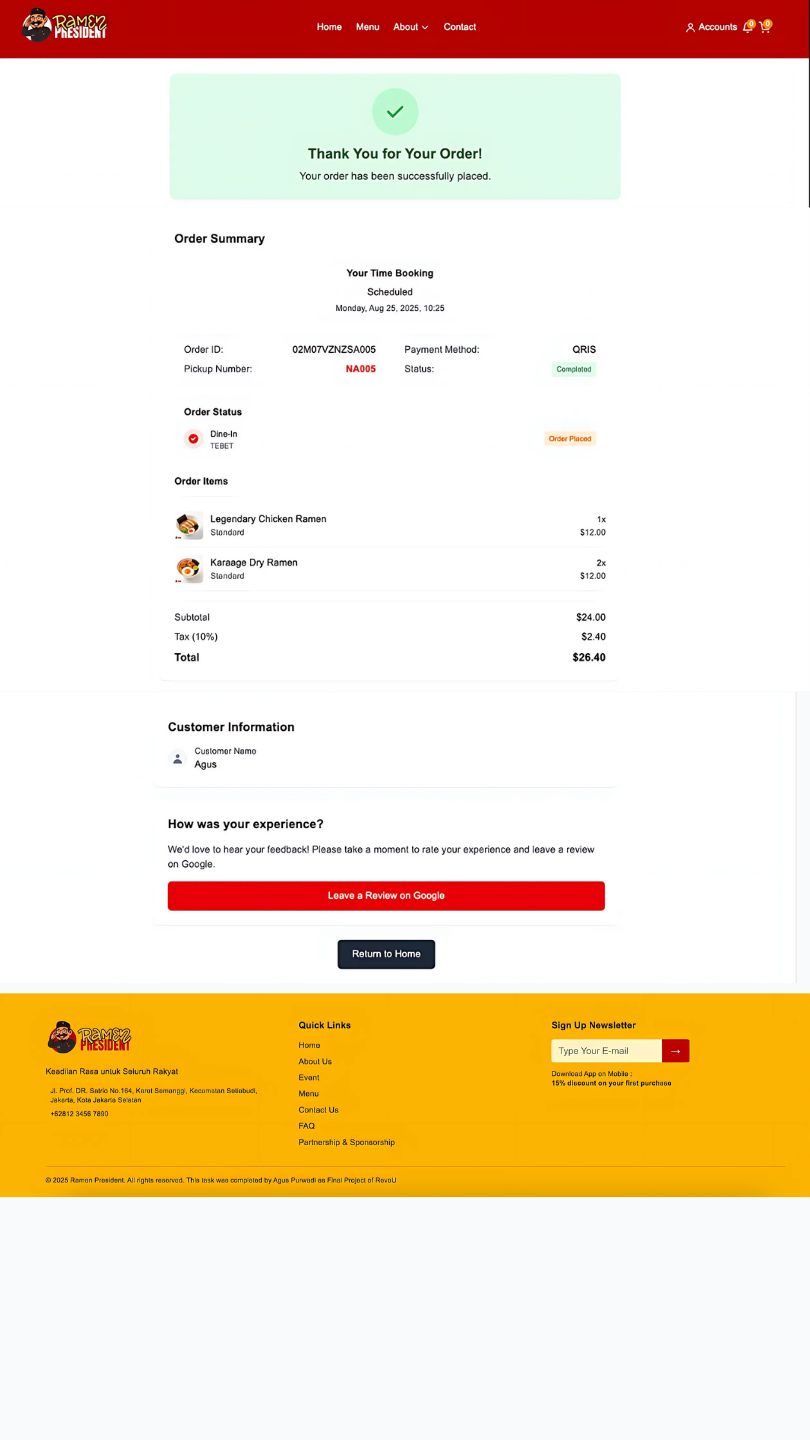 RAMEN
PRESIDENT
Home Menu About Contact
Accounts 0 0
Thank You for Your Order!
Your order has been successfully placed.
Order Summary
Your Time Booking
Scheduled
Monday, Aug 25, 2025, 10:25
Order ID: 02M07VZNZSA005 Payment Method: QRIS
Pickup Number: NA005 Status: Completed
Order Status
Dine-In
TEBET
Order Placed
Order Items
Legendary Chicken Ramen 1x
Standard $12.00
Karaage Dry Ramen 2x
Standard $12.00
Subtotal $24.00
Tax (10%) $2.40
Total $26.40
Customer Information
Customer Name
Agus
How was your experience?
We'd love to hear your feedback! Please take a moment to rate your experience and leave a review
on Google.
Leave a Review on Google
Return to Home
RAMEN
PRESIDENT
Keadilan Rasa untuk Seluruh Rakyat
Jl. Prof. DR. Satrio No.164, Karet Semanggi, Kecamatan Setiabudi,
Jakarta, Kota Jakarta Selatan
+62812 3456 7890
Quick Links
Home
About Us
Event
Menu
Contact Us
FAQ
Partnership & Sponsorship
Sign Up Newsletter
Type Your E-mail →
Download App on Mobile :
15% discount on your first purchase
© 2025 Ramen President. All rights reserved. This task was completed by Agus Purwadi as Final Project of RevoU